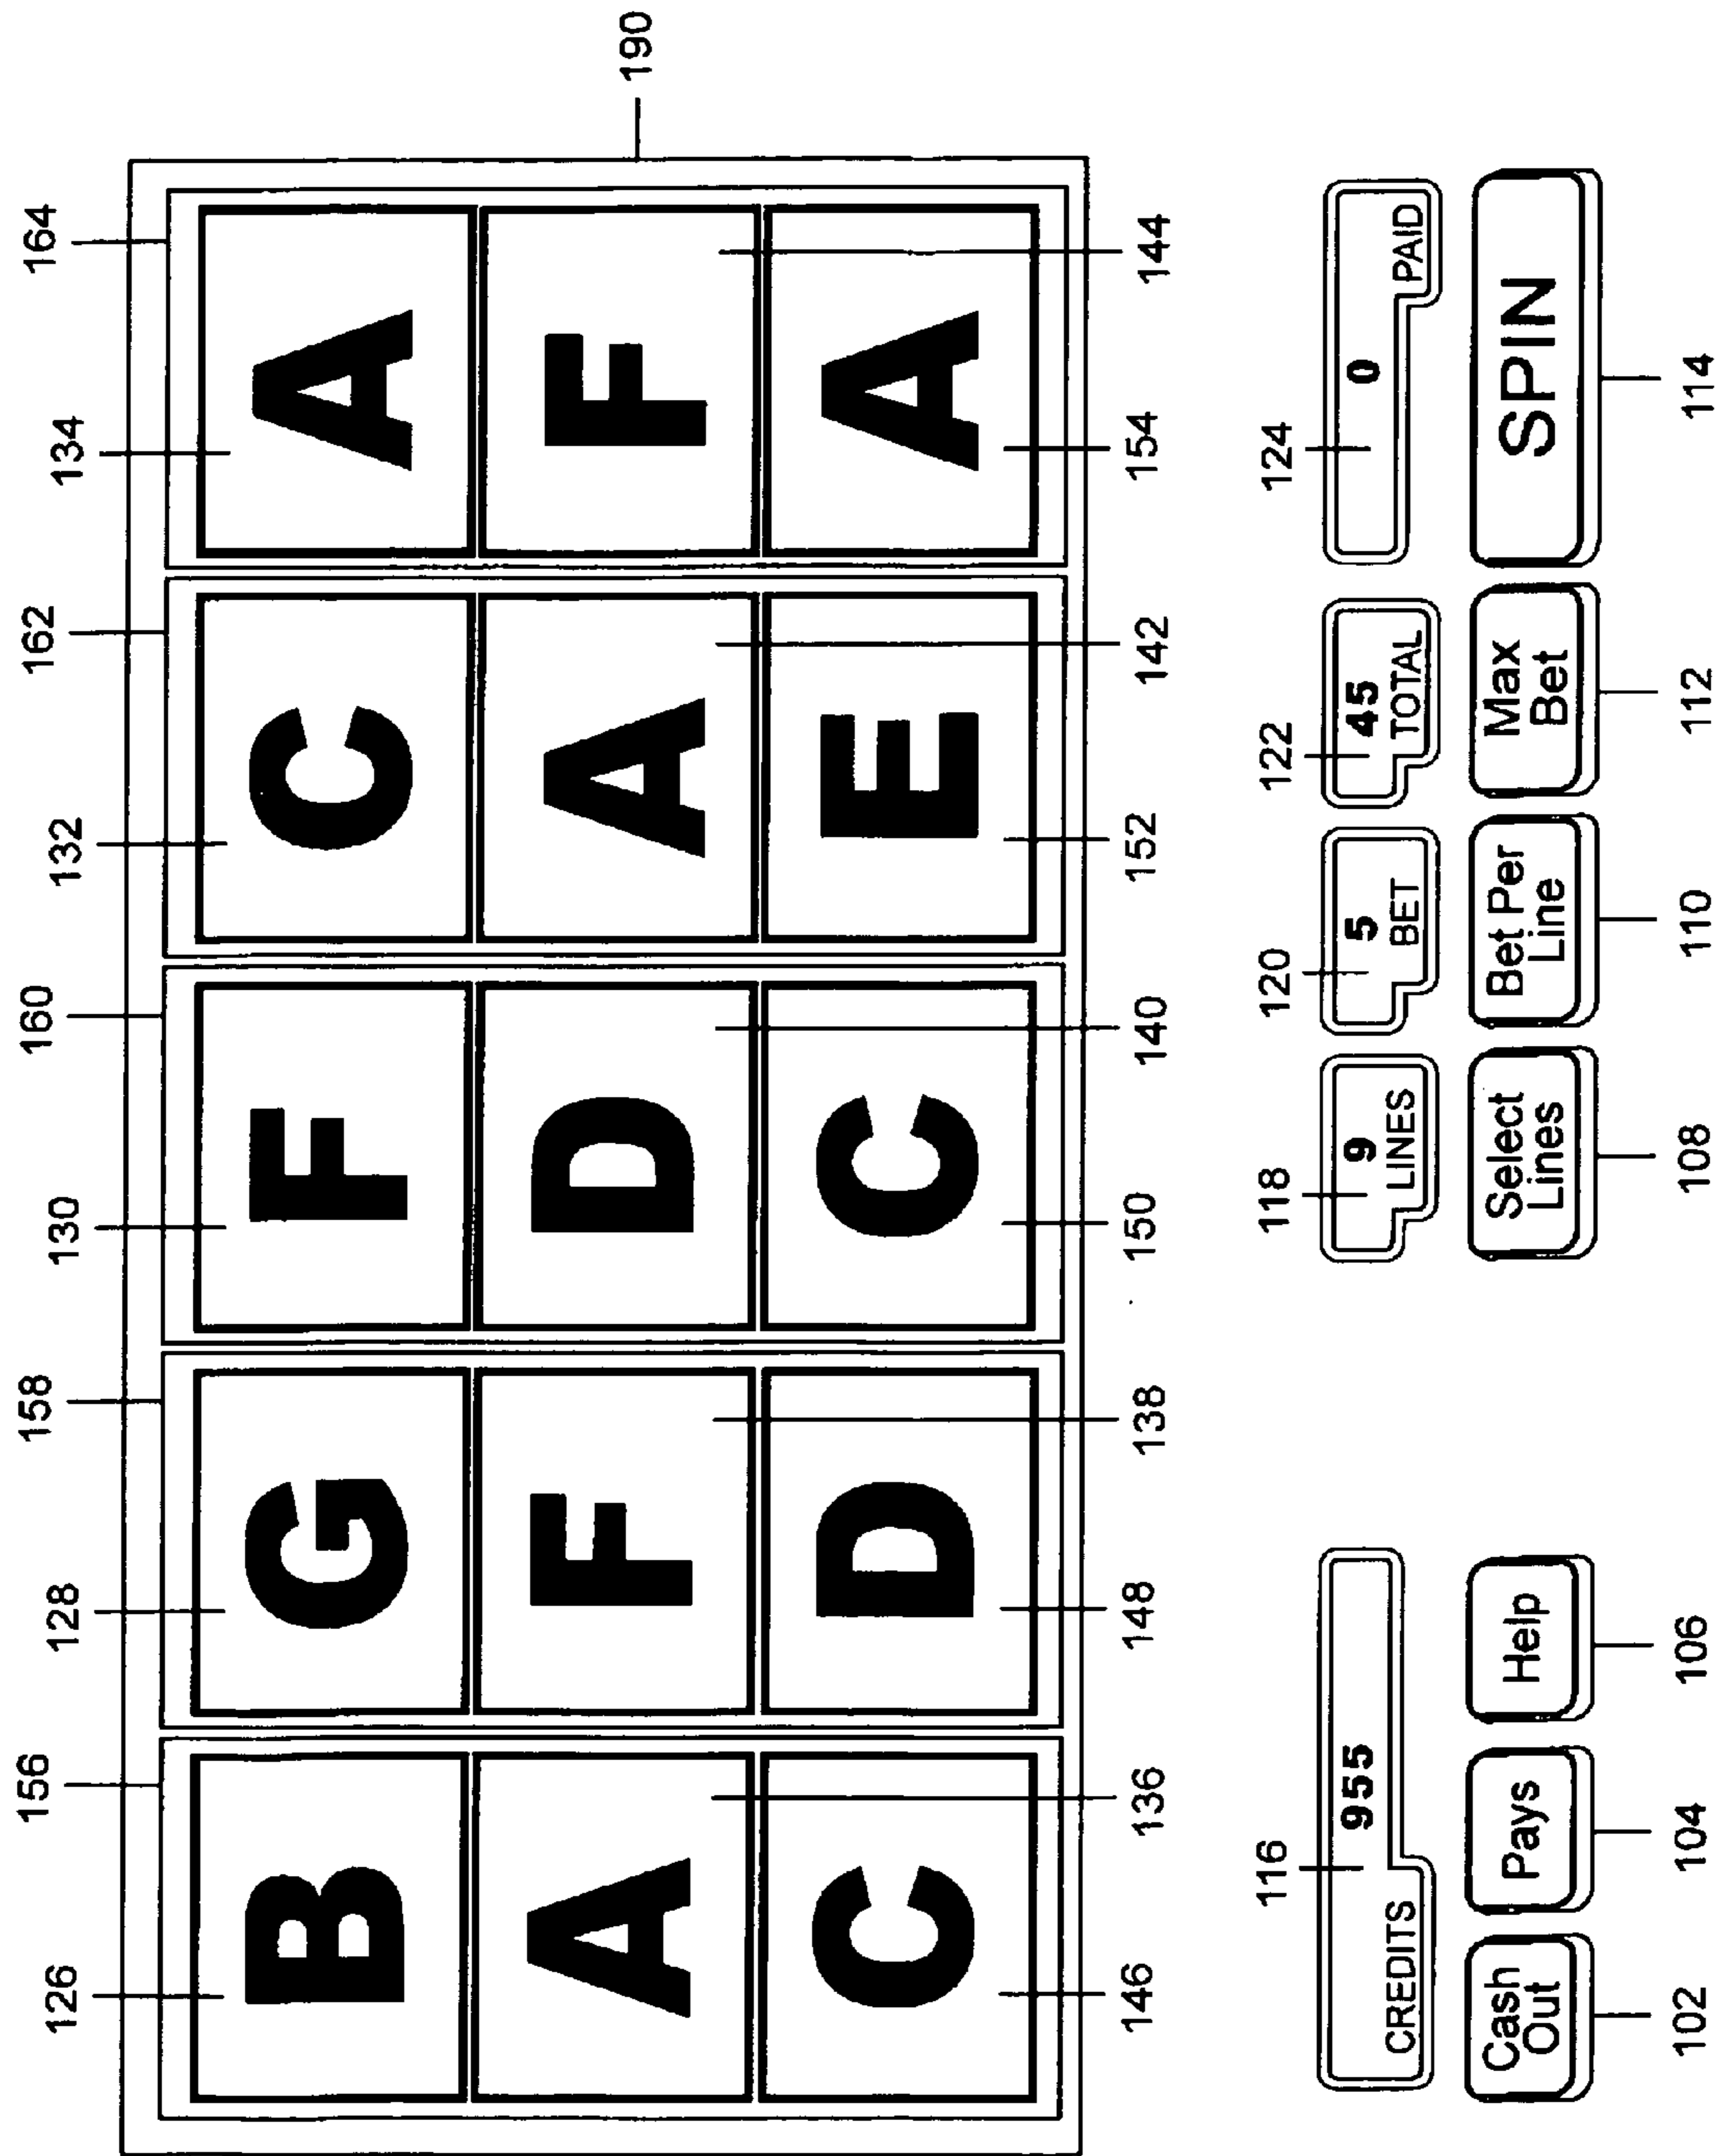 156 158 160 162 164
126 128 130 132 134
B G F C A
190
A F D A F
C D C E A
146 136 148 138 150 140 152 142 154 144
116 118 120 122 124
955 9 5 45 0
CREDITS LINES BET TOTAL PAID
Cash Out Pays Help Select Lines Bet Per Line Max Bet SPIN
102 104 106 108 110 112 114